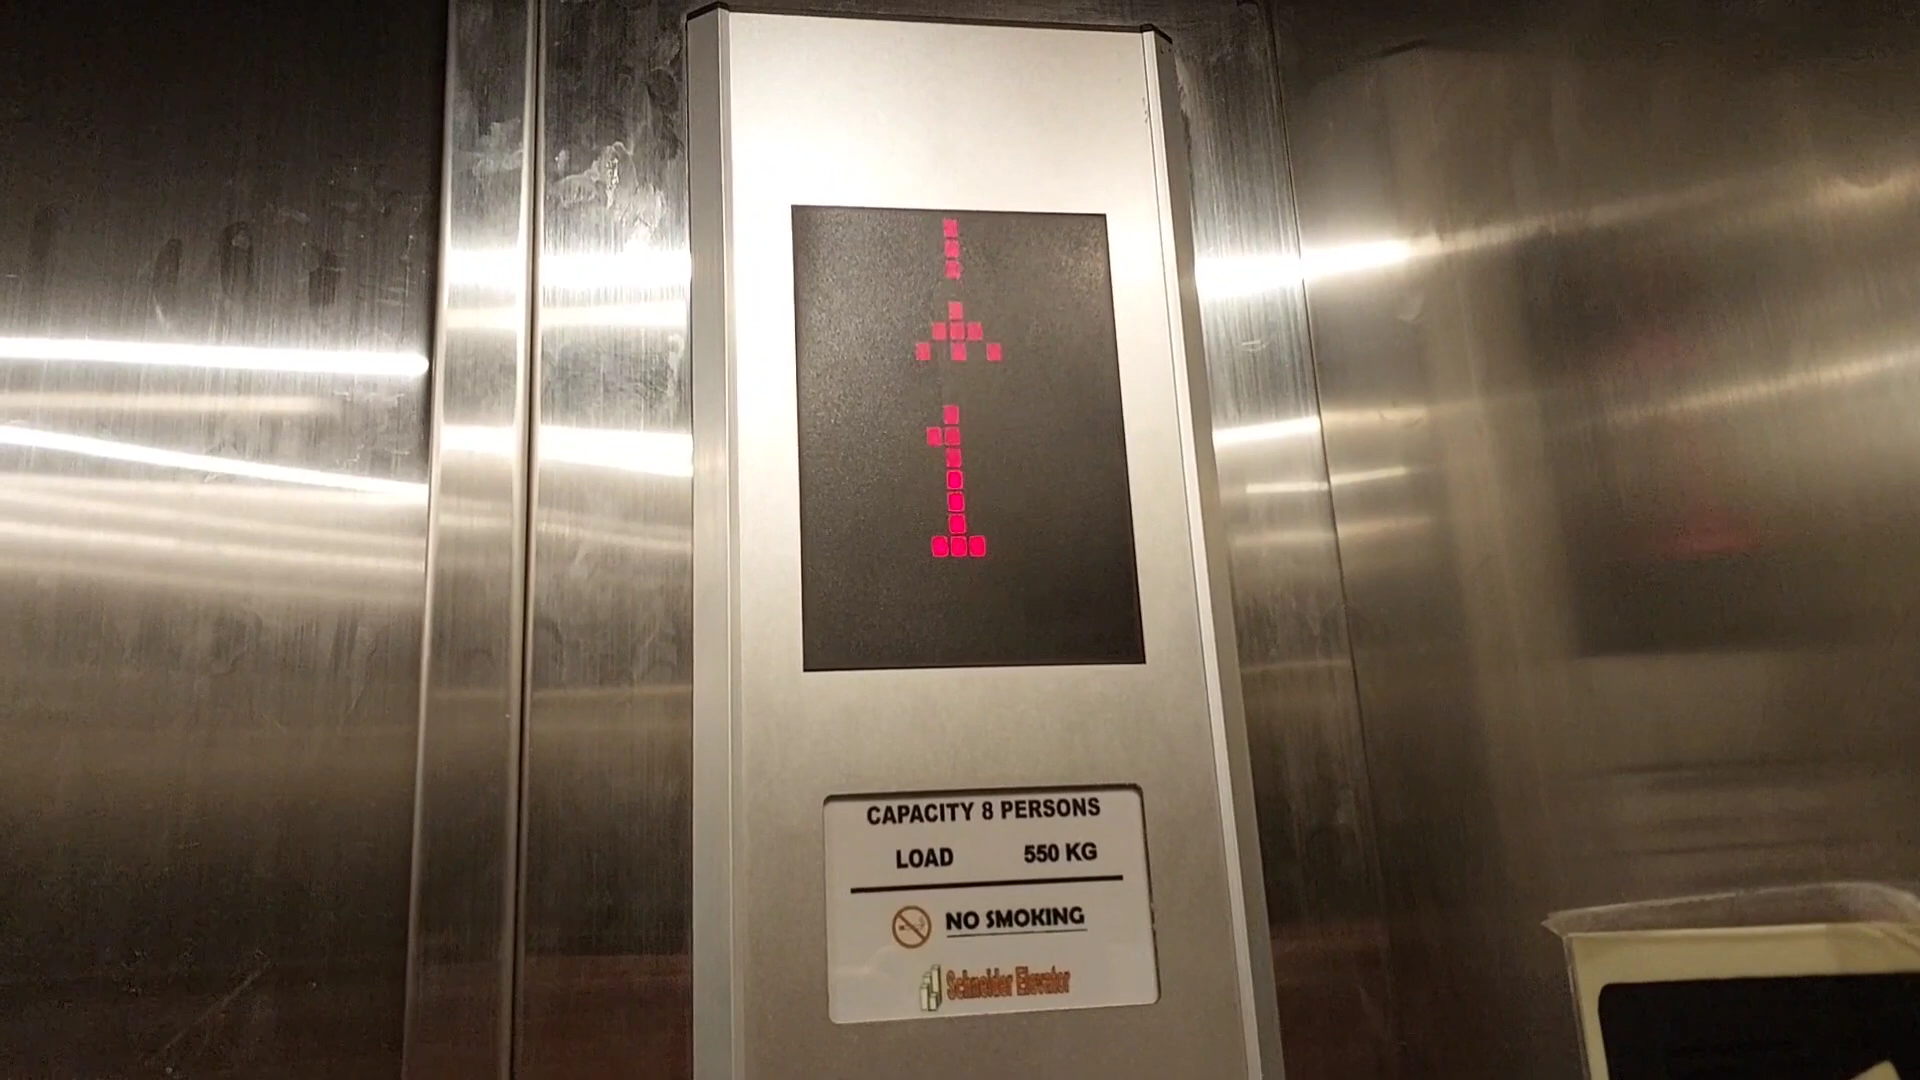 1
CAPACITY 8 PERSONS
LOAD 550 KG
NO SMOKING
Schneider Elevator